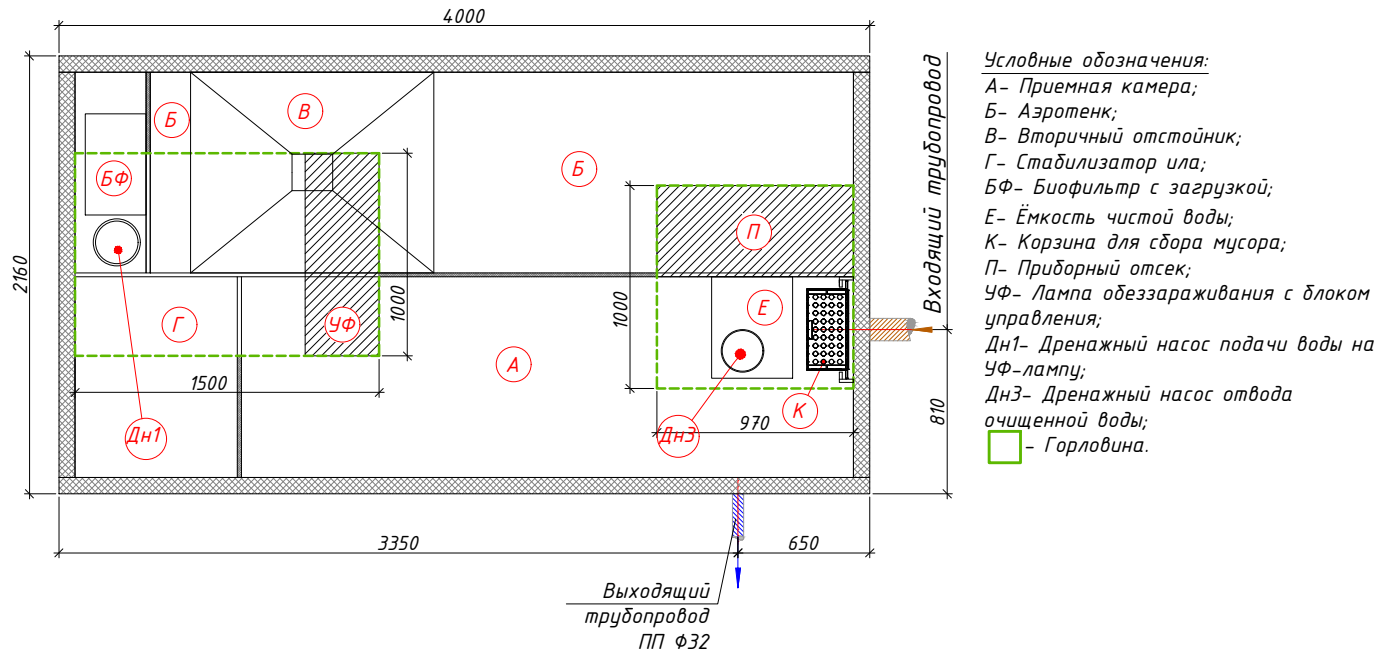 4000
Входящий трубопровод
Условные обозначения:
А- Приемная камера;
Б- Аэротенк;
В- Вторичный отстойник;
Г- Стабилизатор ила;
БФ- Биофильтр с загрузкой;
Е- Ёмкость чистой воды;
К- Корзина для сбора мусора;
П- Приборный отсек;
УФ- Лампа обеззараживания с блоком
управления;
Дн1- Дренажный насос подачи воды на
УФ-лампу;
Дн3- Дренажный насос отвода
очищенной воды;
- Горловина.
Б
В
БФ
Б
П
2160
Г
УФ
1000
1000
Е
А
1500
К
970
810
Дн1
Дн3
3350
650
Выходящий
трубопровод
ПП Ф32